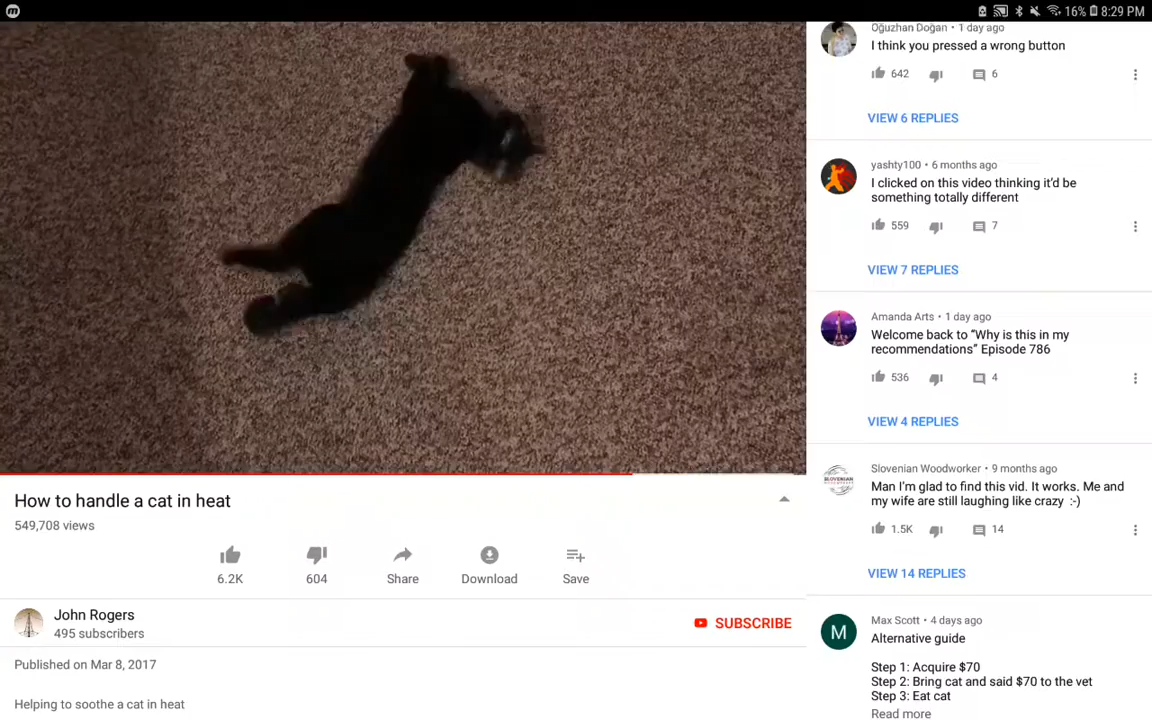 16% 8:29 PM
Oğuzhan Doğan • 1 day ago
I think you pressed a wrong button
642 6
VIEW 6 REPLIES
yashty100 • 6 months ago
I clicked on this video thinking it'd be
something totally different
559 7
VIEW 7 REPLIES
Amanda Arts • 1 day ago
Welcome back to “Why is this in my
recommendations” Episode 786
536 4
VIEW 4 REPLIES
Slovenian Woodworker • 9 months ago
Man I'm glad to find this vid. It works. Me and
my wife are still laughing like crazy :-)
1.5K 14
VIEW 14 REPLIES
M
Max Scott • 4 days ago
Alternative guide
Step 1: Acquire $70
Step 2: Bring cat and said $70 to the vet
Step 3: Eat cat
Read more
How to handle a cat in heat
549,708 views
6.2K 604 Share Download Save
John Rogers
495 subscribers
SUBSCRIBE
Published on Mar 8, 2017
Helping to soothe a cat in heat